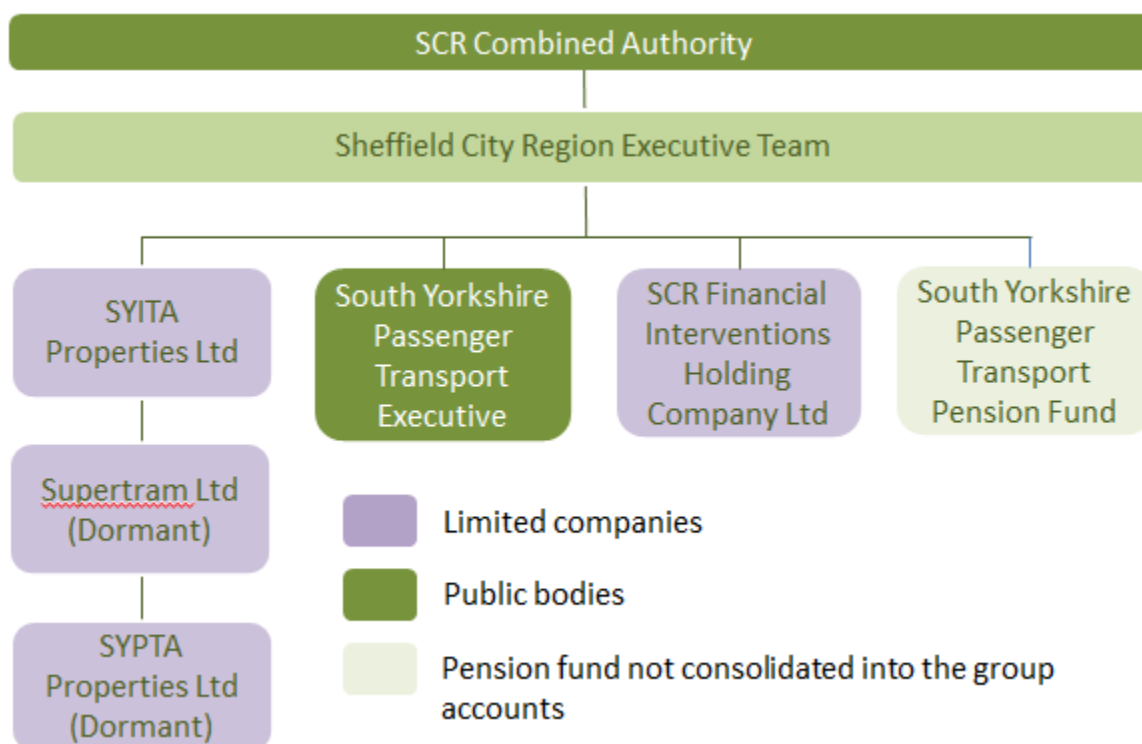 SCR Combined Authority
Sheffield City Region Executive Team
SYITA
Properties Ltd
South Yorkshire
Passenger
Transport
Executive
SCR Financial
Interventions
Holding
Company Ltd
South Yorkshire
Passenger
Transport
Pension Fund
Supertram Ltd
(Dormant)
SYPTA
Properties Ltd
(Dormant)
Limited companies
Public bodies
Pension fund not consolidated into the group
accounts